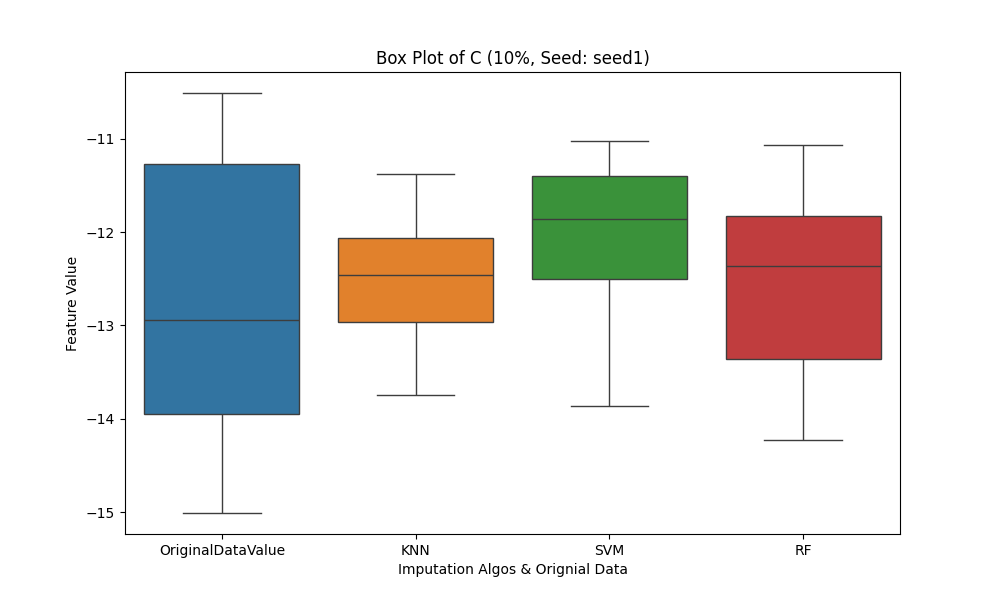 Box Plot of C (10%, Seed: seed1)
Feature Value
−11
−12
−13
−14
−15
OriginalDataValue
KNN
SVM
RF
Imputation Algos & Orignial Data